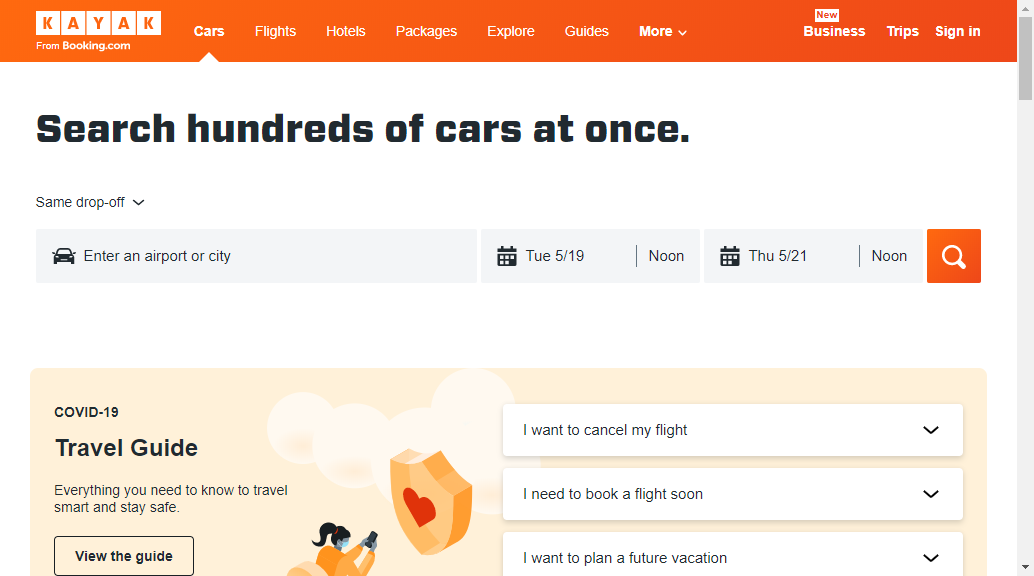 KAYAK
From Booking.com
Cars
Flights
Hotels
Packages
Explore
Guides
More
New
Business
Trips
Sign in
Search hundreds of cars at once.
Same drop-off
Enter an airport or city
Tue 5/19
Noon
Thu 5/21
Noon
COVID-19
Travel Guide
Everything you need to know to travel
smart and stay safe.
View the guide
I want to cancel my flight
I need to book a flight soon
I want to plan a future vacation